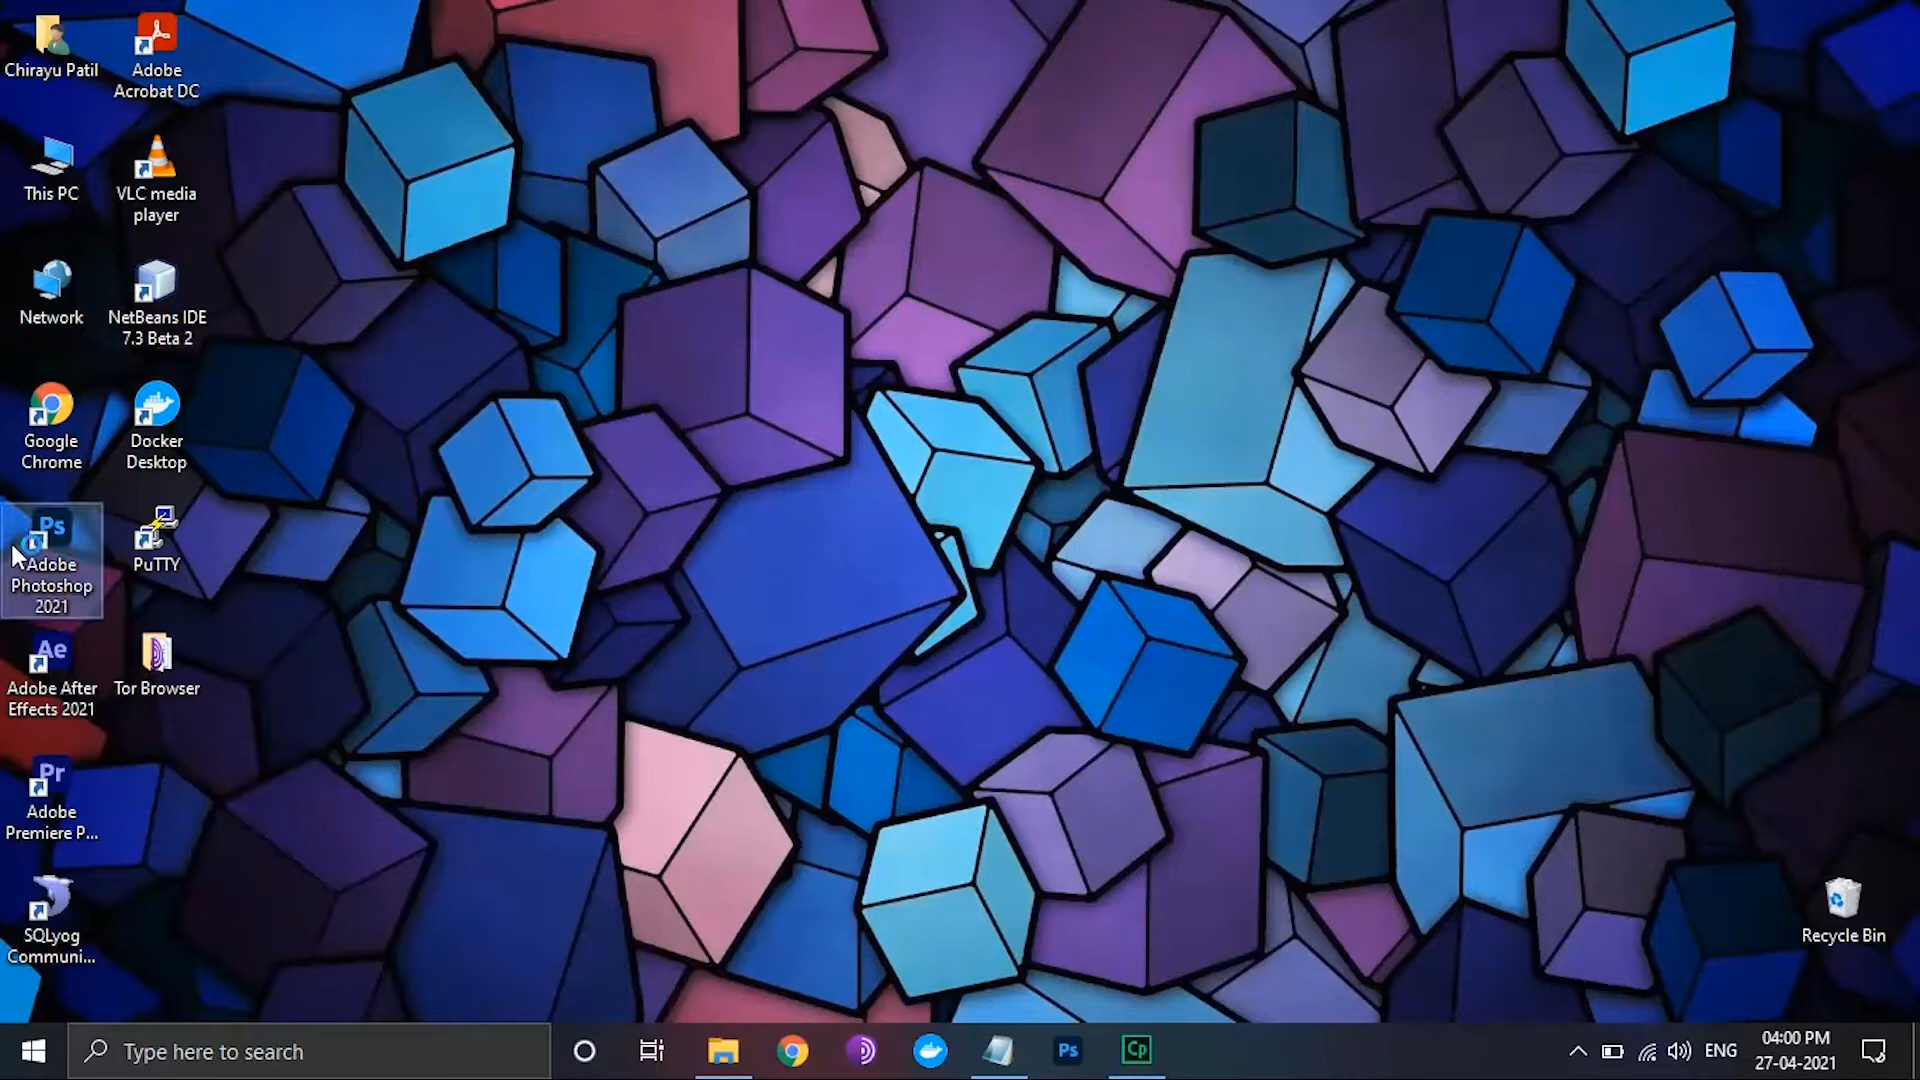 Chirayu Patil
Adobe
Acrobat DC
This PC
VLC media
player
Network
NetBeans IDE
7.3 Beta 2
Google
Chrome
Docker
Desktop
Ps
Adobe
Photoshop
2021
PuTTY
Ae
Adobe After
Effects 2021
Tor Browser
Pr
Adobe
Premiere P...
SQLyog
Communi...
Recycle Bin
Type here to search
Ps
Cp
ENG
04:00 PM
27-04-2021